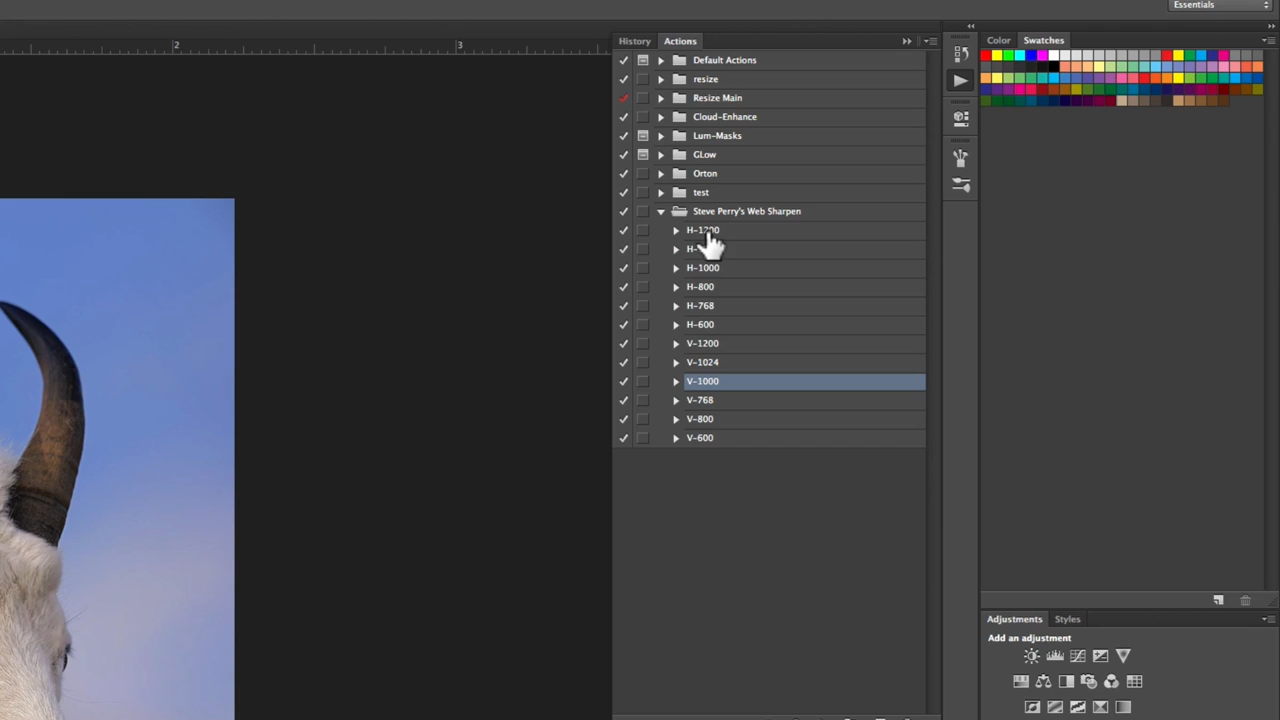 Essentials
2
3
History
Actions
Color
Swatches
Default Actions
resize
Resize Main
Cloud-Enhance
Lum-Masks
GLow
Orton
test
Steve Perry's Web Sharpen
H-1200
H-
H-1000
H-800
H-768
H-600
V-1200
V-1024
V-1000
V-768
V-800
V-600
Adjustments
Styles
Add an adjustment